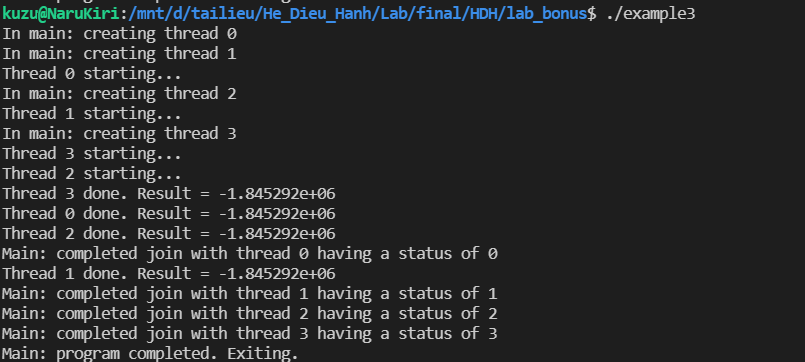 kuzu@NaruKiri:/mnt/d/tailieu/He_Dieu_Hanh/Lab/final/HDH/lab_bonus$ ./example3
In main: creating thread 0
In main: creating thread 1
Thread 0 starting...
In main: creating thread 2
Thread 1 starting...
In main: creating thread 3
Thread 3 starting...
Thread 2 starting...
Thread 3 done. Result = -1.845292e+06
Thread 0 done. Result = -1.845292e+06
Thread 2 done. Result = -1.845292e+06
Main: completed join with thread 0 having a status of 0
Thread 1 done. Result = -1.845292e+06
Main: completed join with thread 1 having a status of 1
Main: completed join with thread 2 having a status of 2
Main: completed join with thread 3 having a status of 3
Main: program completed. Exiting.